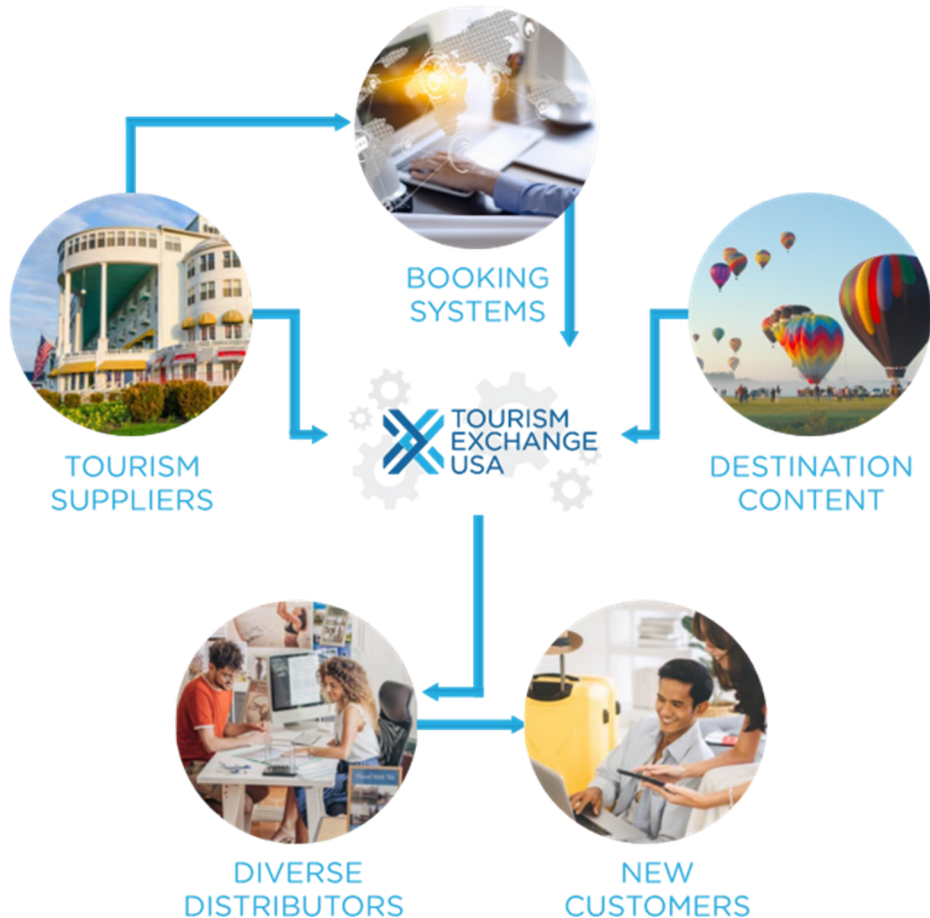 BOOKING
SYSTEMS
TOURISM
EXCHANGE
USA
TOURISM
SUPPLIERS
DESTINATION
CONTENT
DIVERSE
DISTRIBUTORS
NEW
CUSTOMERS